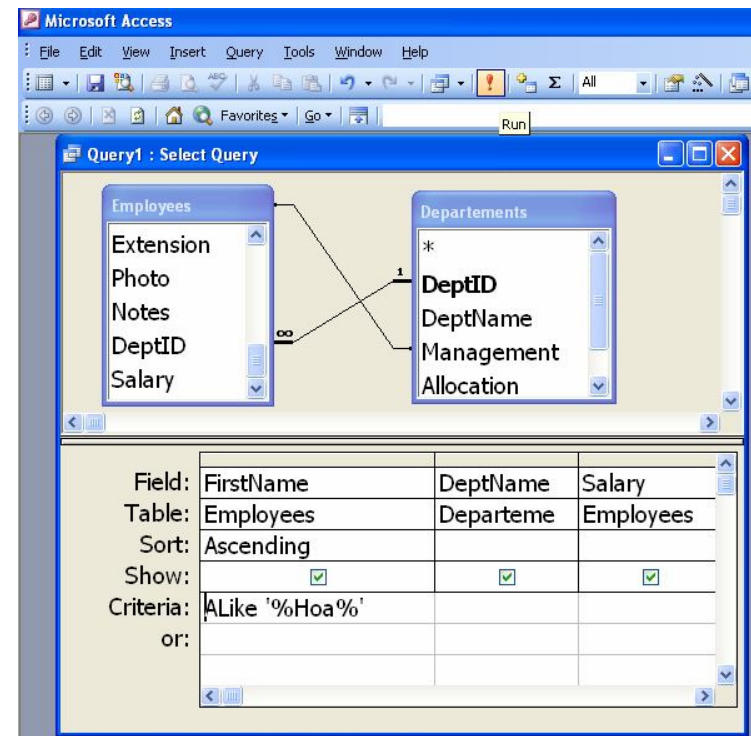 Microsoft Access
File Edit View Insert Query Tools Window Help
ABC Σ All
Favorites Go
Run
Query1 : Select Query
Employees
Extension
Photo
Notes
DeptID
Salary
∞
1
Departements
*
DeptID
DeptName
Management
Allocation
Field: FirstName DeptName Salary
Table: Employees Departeme Employees
Sort: Ascending
Show:
Criteria: ALike '%Hoa%'
or: